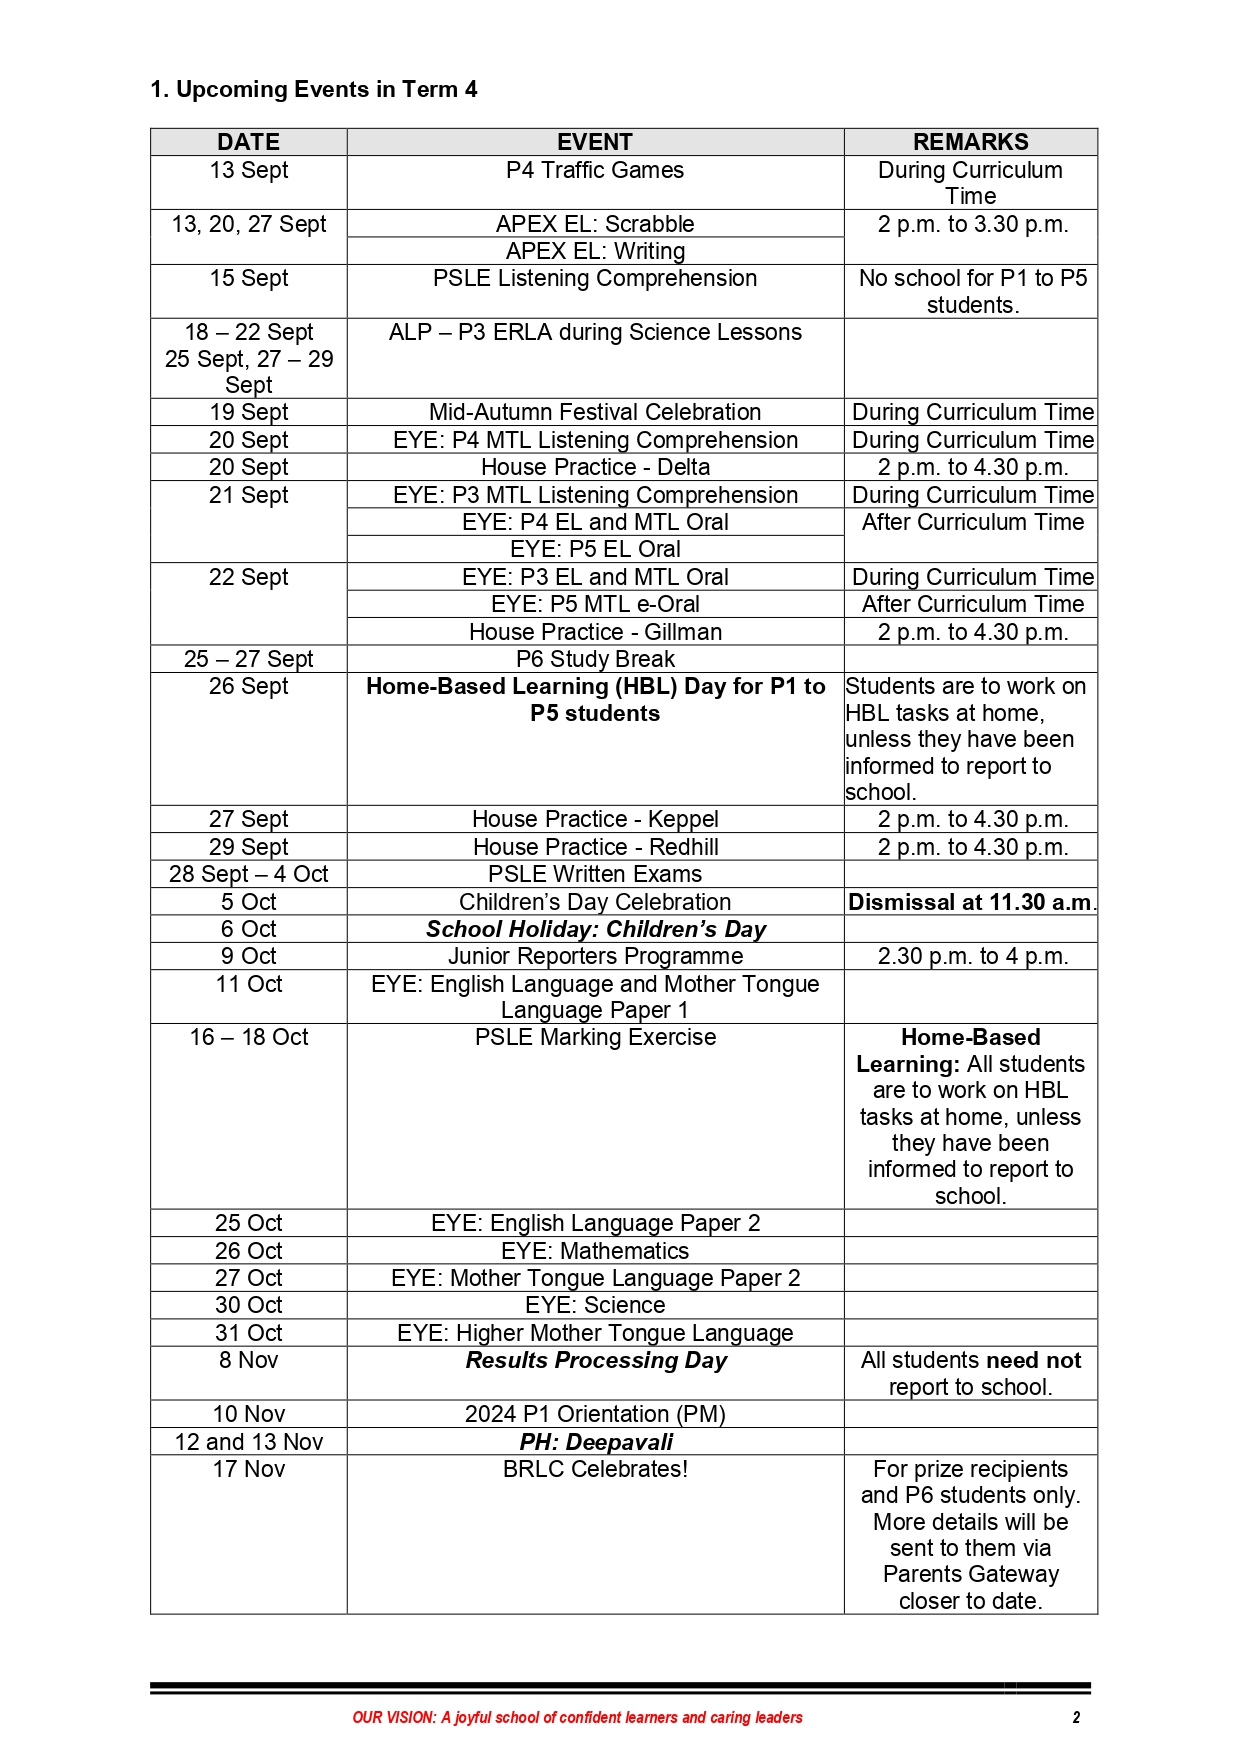 1. Upcoming Events in Term 4
DATE EVENT REMARKS
13 Sept P4 Traffic Games During Curriculum
Time
13, 20, 27 Sept APEX EL: Scrabble 2 p.m. to 3.30 p.m.
APEX EL: Writing
15 Sept PSLE Listening Comprehension No school for P1 to P5
students.
18 – 22 Sept ALP – P3 ERLA during Science Lessons
25 Sept, 27 – 29
Sept
19 Sept Mid-Autumn Festival Celebration During Curriculum Time
20 Sept EYE: P4 MTL Listening Comprehension During Curriculum Time
20 Sept House Practice - Delta 2 p.m. to 4.30 p.m.
21 Sept EYE: P3 MTL Listening Comprehension During Curriculum Time
EYE: P4 EL and MTL Oral After Curriculum Time
EYE: P5 EL Oral
22 Sept EYE: P3 EL and MTL Oral During Curriculum Time
EYE: P5 MTL e-Oral After Curriculum Time
House Practice - Gillman 2 p.m. to 4.30 p.m.
25 – 27 Sept P6 Study Break
26 Sept Home-Based Learning (HBL) Day for P1 to Students are to work on
P5 students HBL tasks at home,
unless they have been
informed to report to
school.
27 Sept House Practice - Keppel 2 p.m. to 4.30 p.m.
29 Sept House Practice - Redhill 2 p.m. to 4.30 p.m.
28 Sept – 4 Oct PSLE Written Exams
5 Oct Children’s Day Celebration Dismissal at 11.30 a.m.
6 Oct School Holiday: Children’s Day
9 Oct Junior Reporters Programme 2.30 p.m. to 4 p.m.
11 Oct EYE: English Language and Mother Tongue
Language Paper 1
16 – 18 Oct PSLE Marking Exercise Home-Based
Learning: All students
are to work on HBL
tasks at home, unless
they have been
informed to report to
school.
25 Oct EYE: English Language Paper 2
26 Oct EYE: Mathematics
27 Oct EYE: Mother Tongue Language Paper 2
30 Oct EYE: Science
31 Oct EYE: Higher Mother Tongue Language
8 Nov Results Processing Day All students need not
report to school.
10 Nov 2024 P1 Orientation (PM)
12 and 13 Nov PH: Deepavali
17 Nov BRLC Celebrates! For prize recipients
and P6 students only.
More details will be
sent to them via
Parents Gateway
closer to date.
OUR VISION: A joyful school of confident learners and caring leaders 2